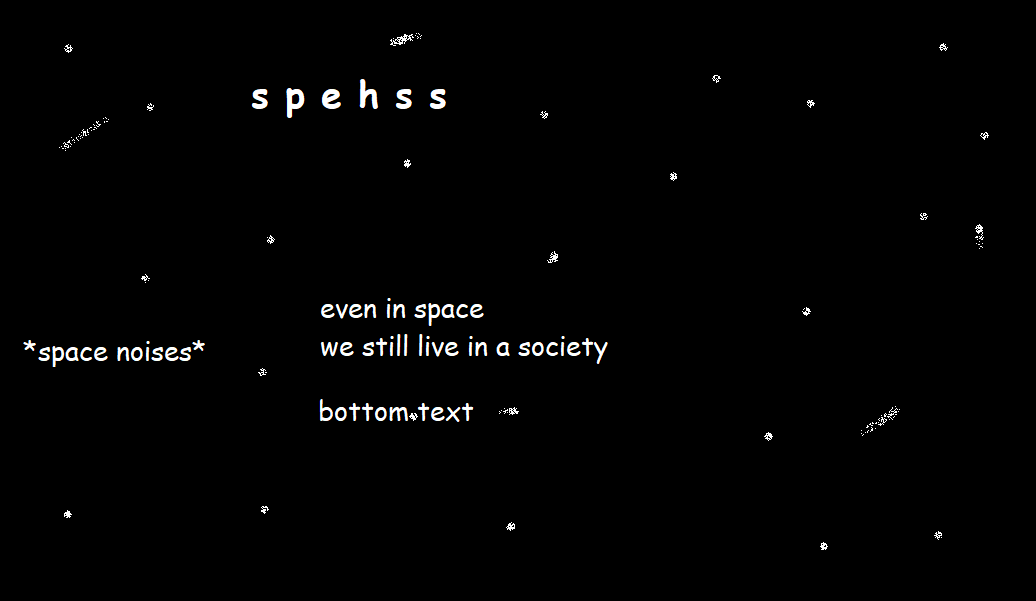 s p e h s s
even in space
we still live in a society
*space noises*
bottom text